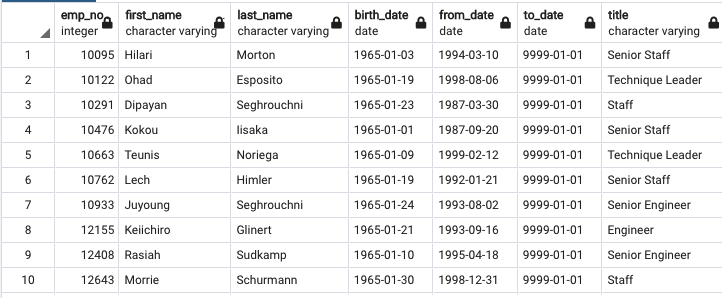 emp_no first_name last_name birth_date from_date to_date title
integer character varying character varying date date date character varying
1 10095 Hilari Morton 1965-01-03 1994-03-10 9999-01-01 Senior Staff
2 10122 Ohad Esposito 1965-01-19 1998-08-06 9999-01-01 Technique Leader
3 10291 Dipayan Seghrouchni 1965-01-23 1987-03-30 9999-01-01 Staff
4 10476 Kokou Iisaka 1965-01-01 1987-09-20 9999-01-01 Senior Staff
5 10663 Teunis Noriega 1965-01-09 1999-02-12 9999-01-01 Technique Leader
6 10762 Lech Himler 1965-01-19 1992-01-21 9999-01-01 Senior Staff
7 10933 Juyoung Seghrouchni 1965-01-24 1993-08-02 9999-01-01 Senior Engineer
8 12155 Keiichiro Glinert 1965-01-21 1993-09-16 9999-01-01 Engineer
9 12408 Rasiah Sudkamp 1965-01-10 1995-04-18 9999-01-01 Senior Engineer
10 12643 Morrie Schurmann 1965-01-30 1998-12-31 9999-01-01 Staff